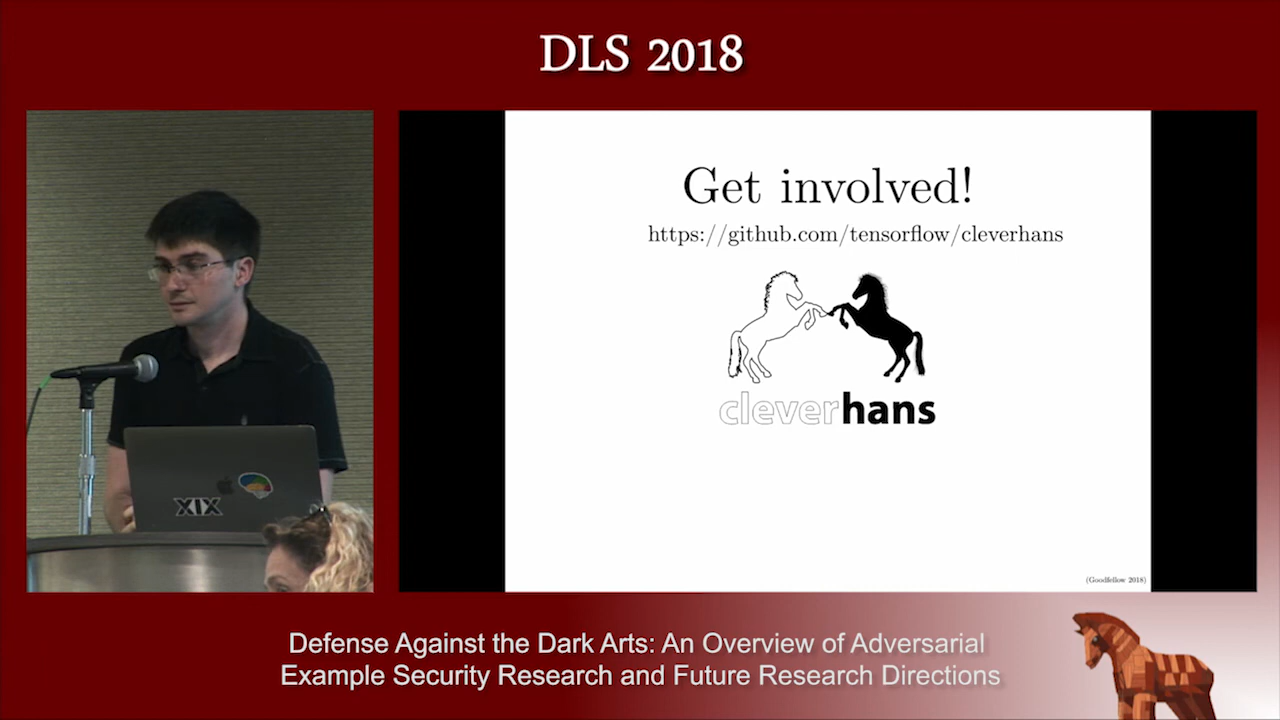 DLS 2018
Get involved!
https://github.com/tensorflow/cleverhans
cleverhans
XIX
(Goodfellow 2018)
Defense Against the Dark Arts: An Overview of Adversarial
Example Security Research and Future Research Directions